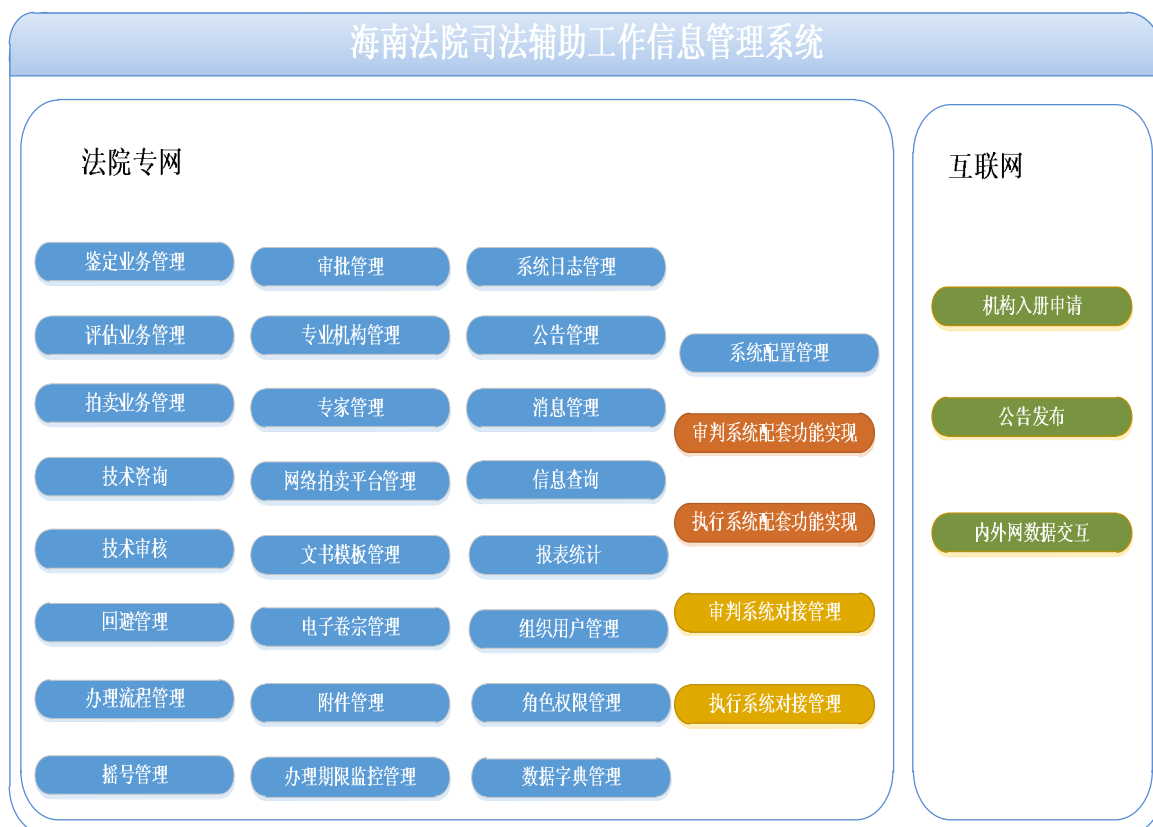 海南法院司法辅助工作信息管理系统
法院专网
鉴定业务管理
评估业务管理
拍卖业务管理
技术咨询
技术审核
回避管理
办理流程管理
摇号管理
审批管理
专业机构管理
专家管理
网络拍卖平台管理
文书模板管理
电子卷宗管理
附件管理
办理期限监控管理
系统日志管理
公告管理
消息管理
信息查询
报表统计
组织用户管理
角色权限管理
数据字典管理
系统配置管理
审判系统配套功能实现
执行系统配套功能实现
审判系统对接管理
执行系统对接管理
互联网
机构入册申请
公告发布
内外网数据交互